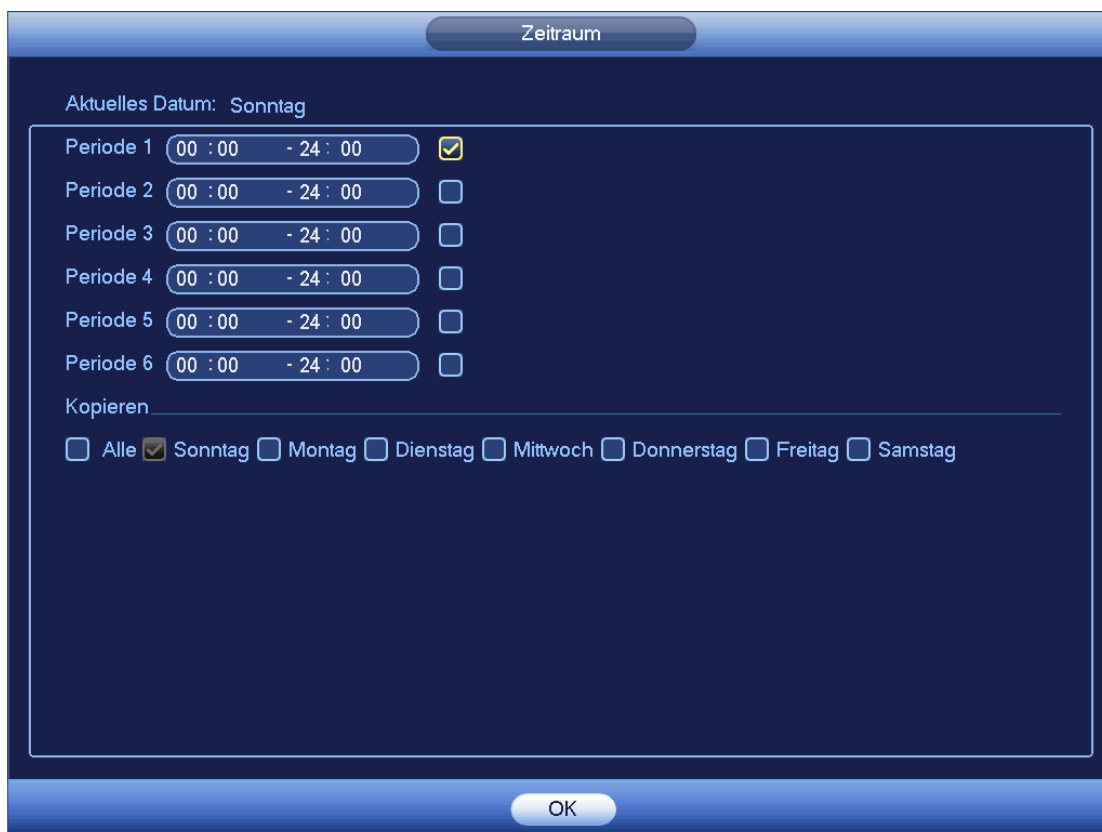 Zeitraum
Aktuelles Datum: Sonntag
Periode 1 00 :00 - 24 : 00
Periode 2 00 :00 - 24 : 00
Periode 3 00 :00 - 24 : 00
Periode 4 00 :00 - 24 : 00
Periode 5 00 :00 - 24 : 00
Periode 6 00 :00 - 24 : 00
Kopieren
Alle Sonntag Montag Dienstag Mittwoch Donnerstag Freitag Samstag
OK